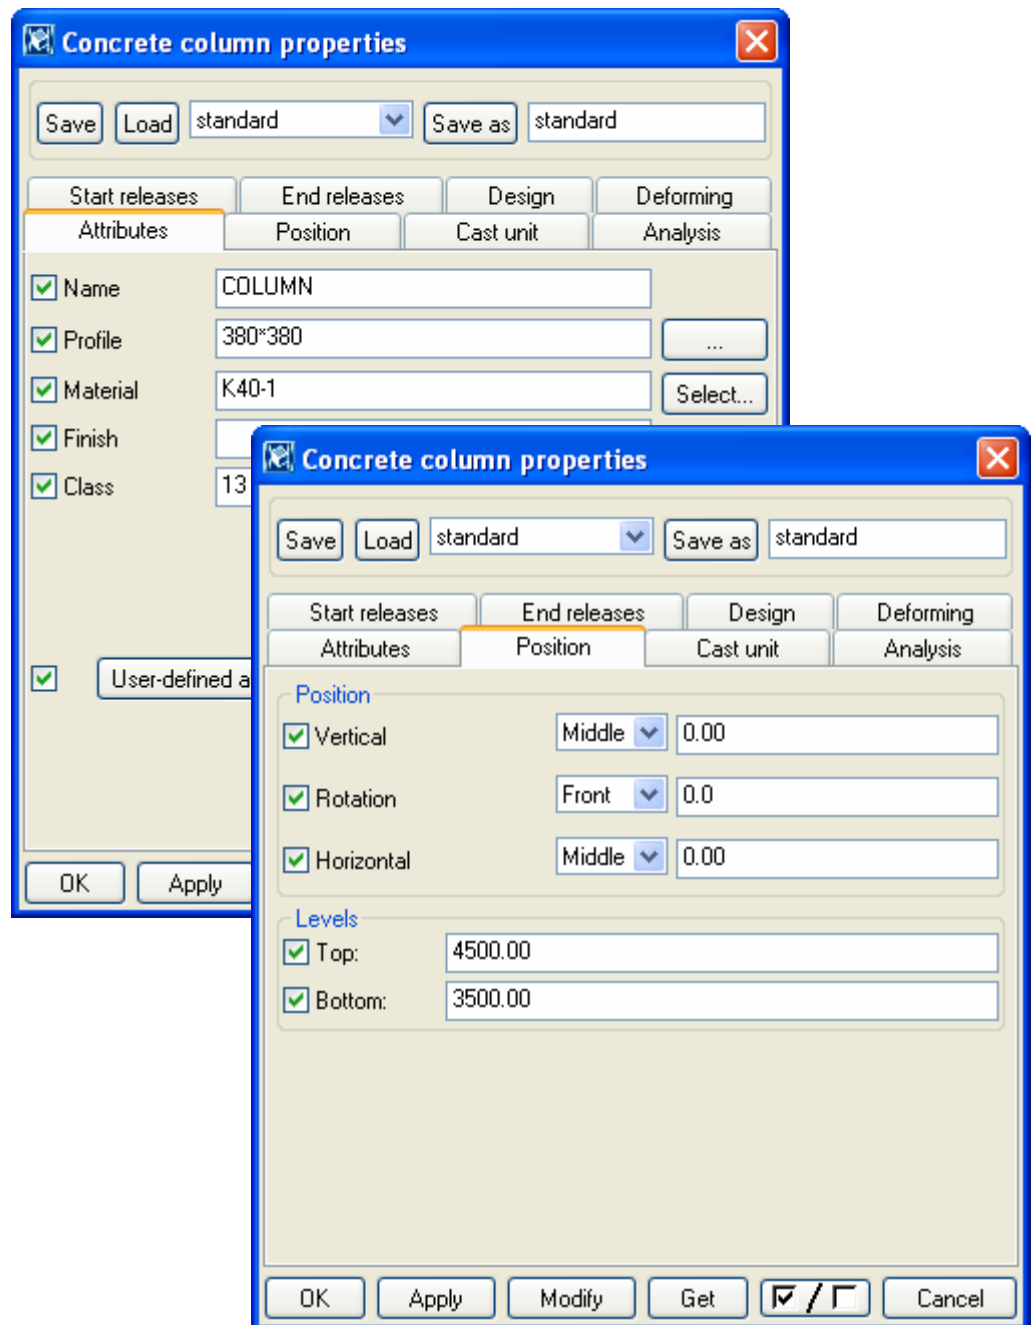 Concrete column properties
Save Load standard Save as standard
Start releases End releases Design Deforming
Attributes Position Cast unit Analysis
Name COLUMN
Profile 380*380 ...
Material K40-1 Select...
Finish
Class 13
User-defined a
OK Apply
Concrete column properties
Save Load standard Save as standard
Start releases End releases Design Deforming
Attributes Position Cast unit Analysis
Position
Vertical Middle 0.00
Rotation Front 0.0
Horizontal Middle 0.00
Levels
Top: 4500.00
Bottom: 3500.00
OK Apply Modify Get / Cancel